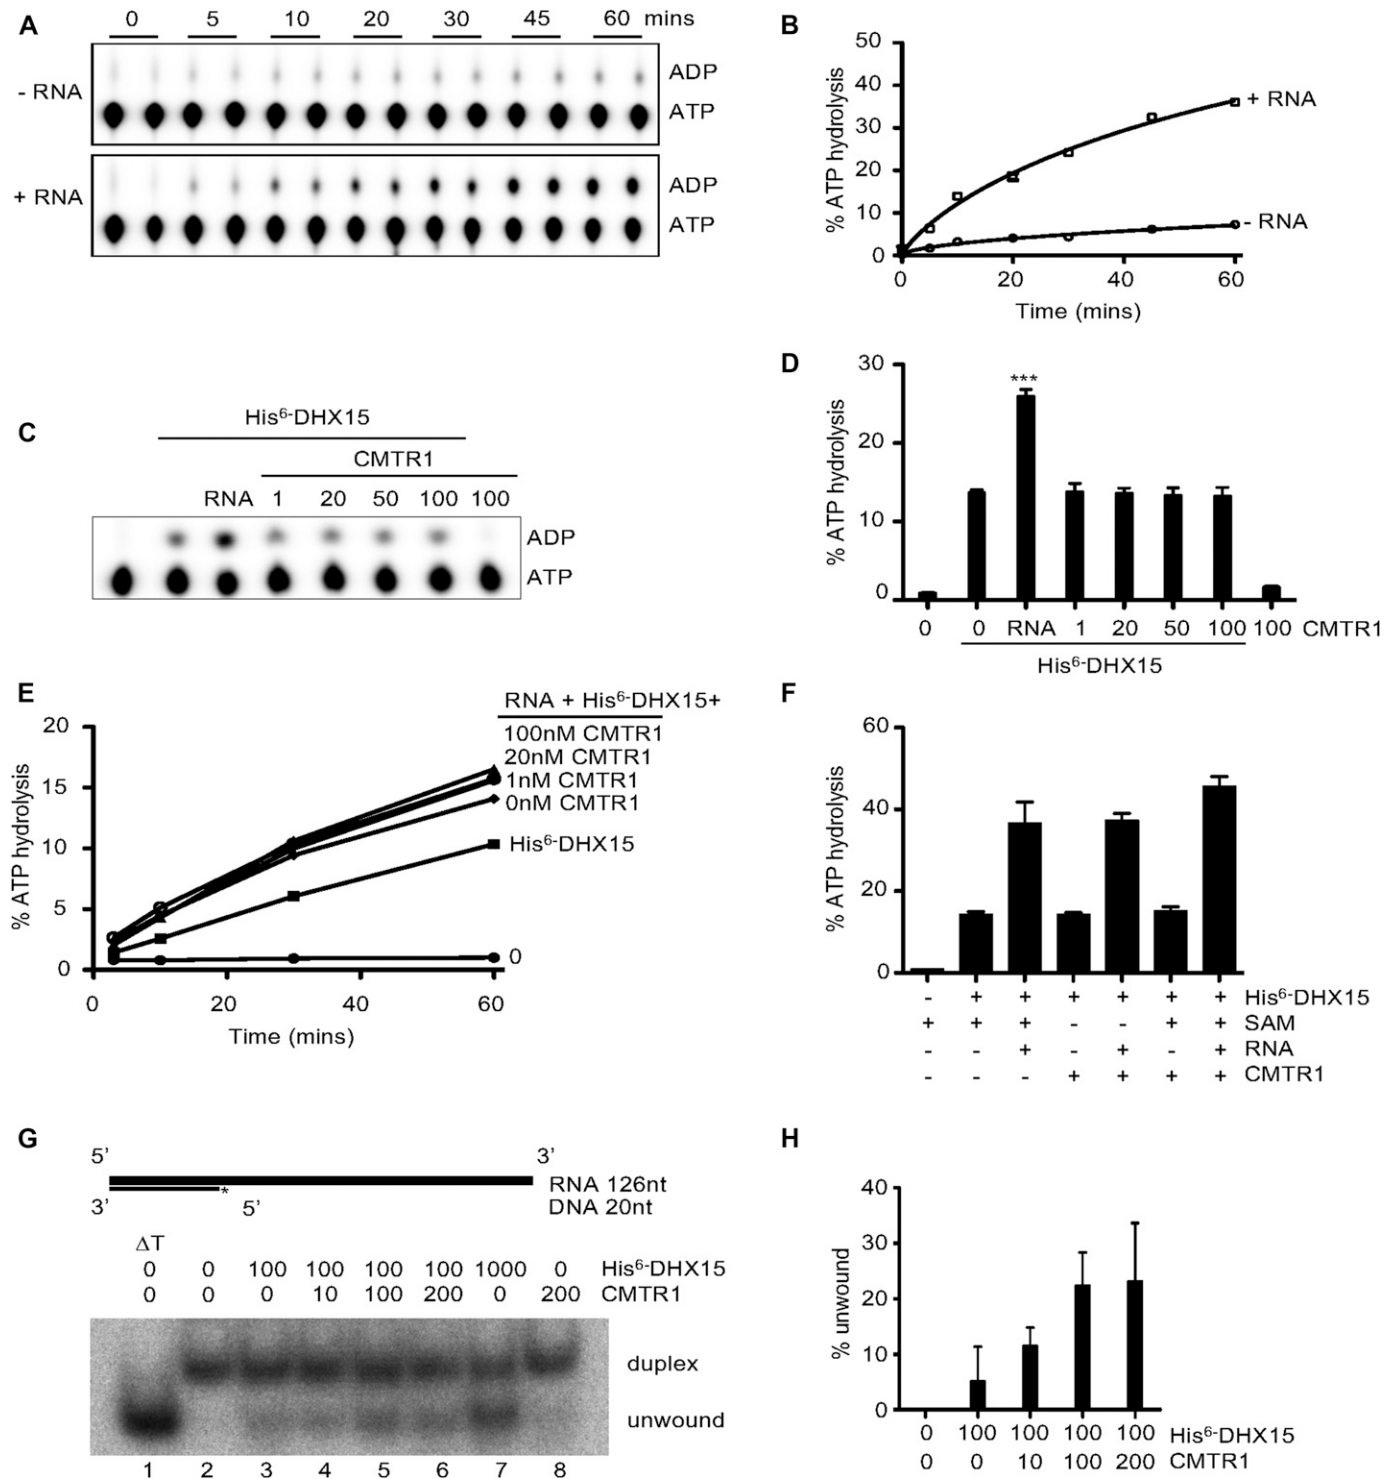 A
0 5 10 20 30 45 60 mins
- RNA
ADP
ATP
+ RNA
ADP
ATP
B
50
40
30
20
10
0
% ATP hydrolysis
+ RNA
- RNA
0 20 40 60
Time (mins)
C
His6-DHX15
CMTR1
RNA 1 20 50 100 100
ADP
ATP
D
30
20
10
0
% ATP hydrolysis
***
0 0 RNA 1 20 50 100 100 CMTR1
His6-DHX15
E
20
15
10
5
0
% ATP hydrolysis
RNA + His6-DHX15+
100nM CMTR1
20nM CMTR1
1nM CMTR1
0nM CMTR1
His6-DHX15
0
0 20 40 60
Time (mins)
F
60
40
20
0
% ATP hydrolysis
- + + + + + + His6-DHX15
+ + + - - + + SAM
- - + - + - + RNA
- - - + + + + CMTR1
G
5' 3'
*
RNA 126nt
3' 5' DNA 20nt
ΔT
0 0 100 100 100 100 1000 0 His6-DHX15
0 0 0 10 100 200 0 200 CMTR1
duplex
unwound
1 2 3 4 5 6 7 8
H
40
30
20
10
0
% unwound
0 100 100 100 100 His6-DHX15
0 0 10 100 200 CMTR1